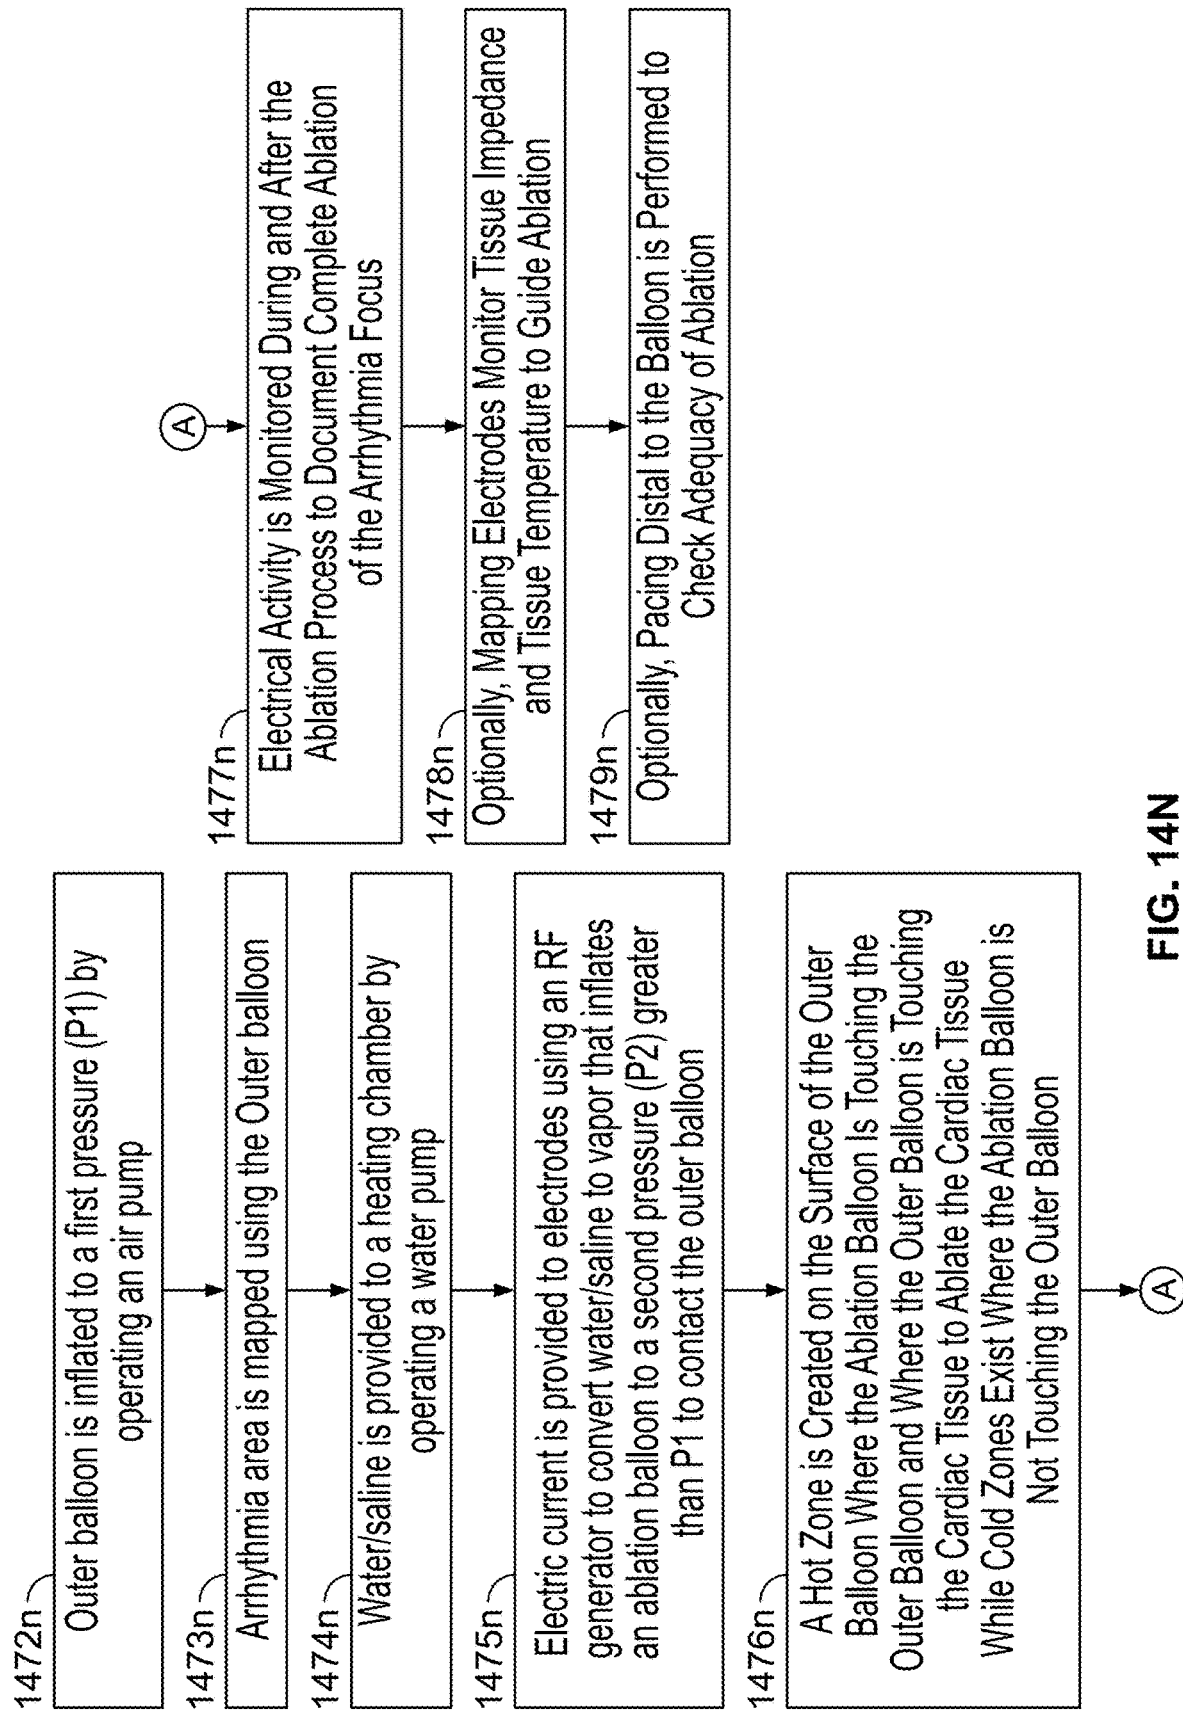 1472n
Outer balloon is inflated to a first pressure (P1) by
operating an air pump
1473n
Arrhythmia area is mapped using the Outer balloon
1474n
Water/saline is provided to a heating chamber by
operating a water pump
1475n
Electric current is provided to electrodes using an RF
generator to convert water/saline to vapor that inflates
an ablation balloon to a second pressure (P2) greater
than P1 to contact the outer balloon
1476n
A Hot Zone is Created on the Surface of the Outer
Balloon Where the Ablation Balloon Is Touching the
Outer Balloon and Where the Outer Balloon is Touching
the Cardiac Tissue to Ablate the Cardiac Tissue
While Cold Zones Exist Where the Ablation Balloon is
Not Touching the Outer Balloon
A
A
1477n
Electrical Activity is Monitored During and After the
Ablation Process to Document Complete Ablation
of the Arrhythmia Focus
1478n
Optionally, Mapping Electrodes Monitor Tissue Impedance
and Tissue Temperature to Guide Ablation
1479n
Optionally, Pacing Distal to the Balloon is Performed to
Check Adequacy of Ablation
FIG. 14N